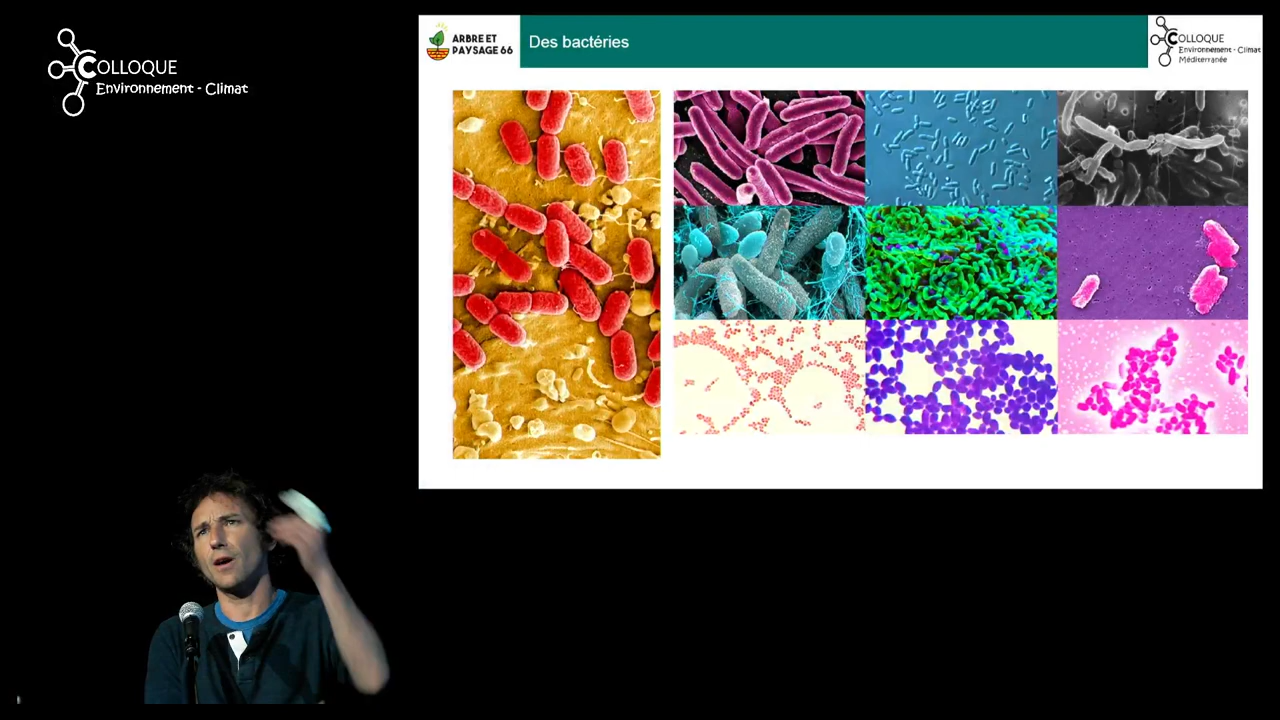 COLLOQUE
Environnement - Climat
ARBRE ET
PAYSAGE 66
Des bactéries
COLLOQUE
Environnement - Climat
Méditerranée